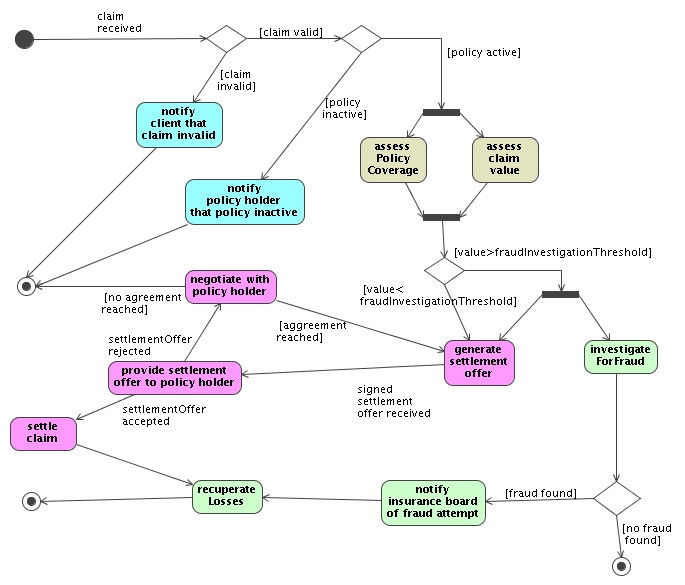 claim
received
[claim valid]
[policy active]
[claim
invalid]
[policy
inactive]
notify
client that
claim invalid
assess
Policy
Coverage
assess
claim
value
notify
policy holder
that policy inactive
[value>fraudInvestigationThreshold]
negotiate with
policy holder
[no agreement
reached]
[value<
fraudInvestigationThreshold]
[aggreement
reached]
settlementOffer
rejected
generate
settlement
offer
investigate
ForFraud
provide settlement
offer to policy holder
signed
settlement
offer received
settlementOffer
accepted
settle
claim
recuperate
Losses
notify
insurance board
of fraud attempt
[fraud found]
[no fraud
found]